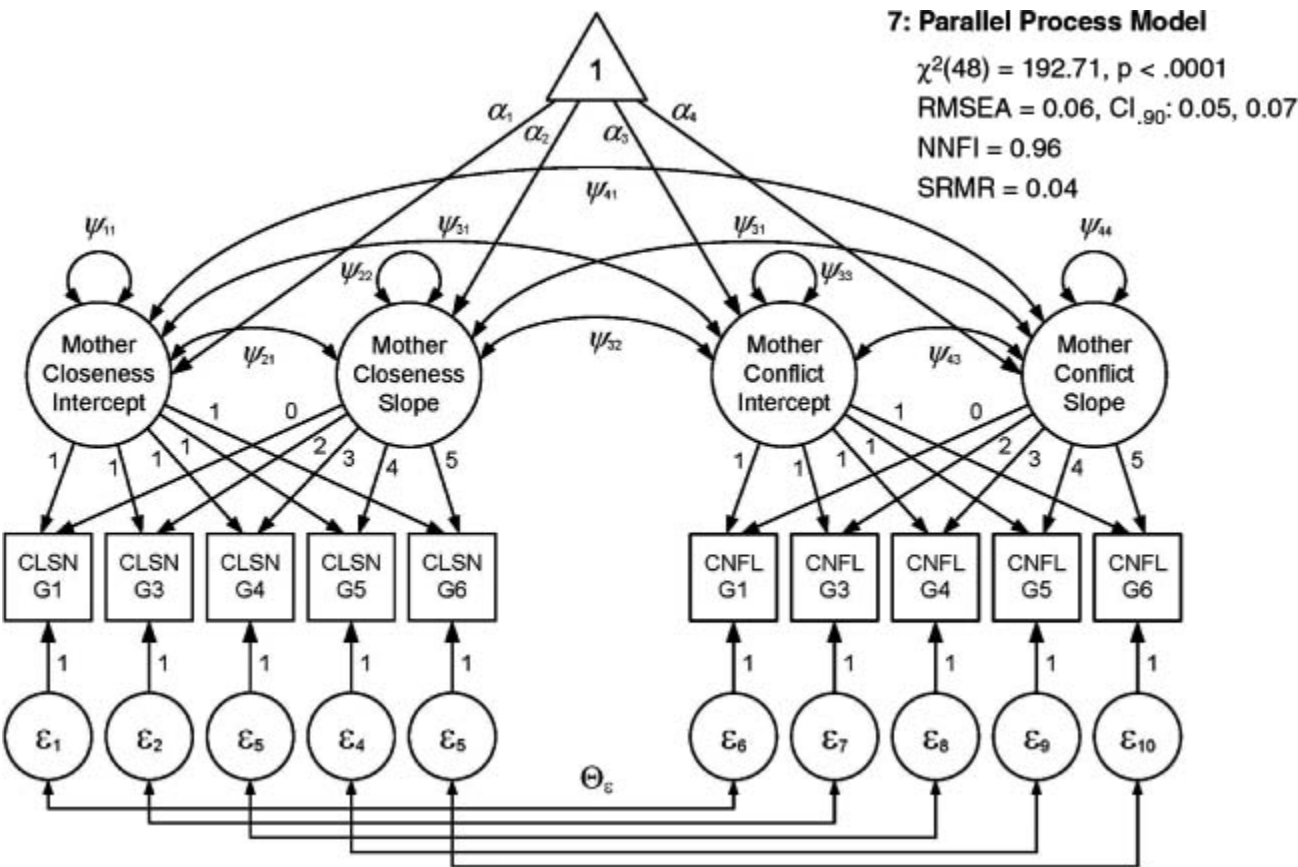 7: Parallel Process Model
χ²(48) = 192.71, p < .0001
RMSEA = 0.06, CI.90: 0.05, 0.07
NNFI = 0.96
SRMR = 0.04
1
α₁ α₂ α₃ α₄
ψ₄₁
ψ₁₁ ψ₃₁ ψ₃₁ ψ₄₄
ψ₂₂ ψ₃₃
ψ₂₁ ψ₃₂ ψ₄₃
Mother
Closeness
Intercept
Mother
Closeness
Slope
Mother
Conflict
Intercept
Mother
Conflict
Slope
1 0 1 0
1 1 1 1 2 3 4 5 1 1 1 1 2 3 4 5
CLSN
G1
CLSN
G3
CLSN
G4
CLSN
G5
CLSN
G6
CNFL
G1
CNFL
G3
CNFL
G4
CNFL
G5
CNFL
G6
1 1 1 1 1 1 1 1 1 1
ε₁ ε₂ ε₅ ε₄ ε₅ ε₆ ε₇ ε₈ ε₉ ε₁₀
Θε